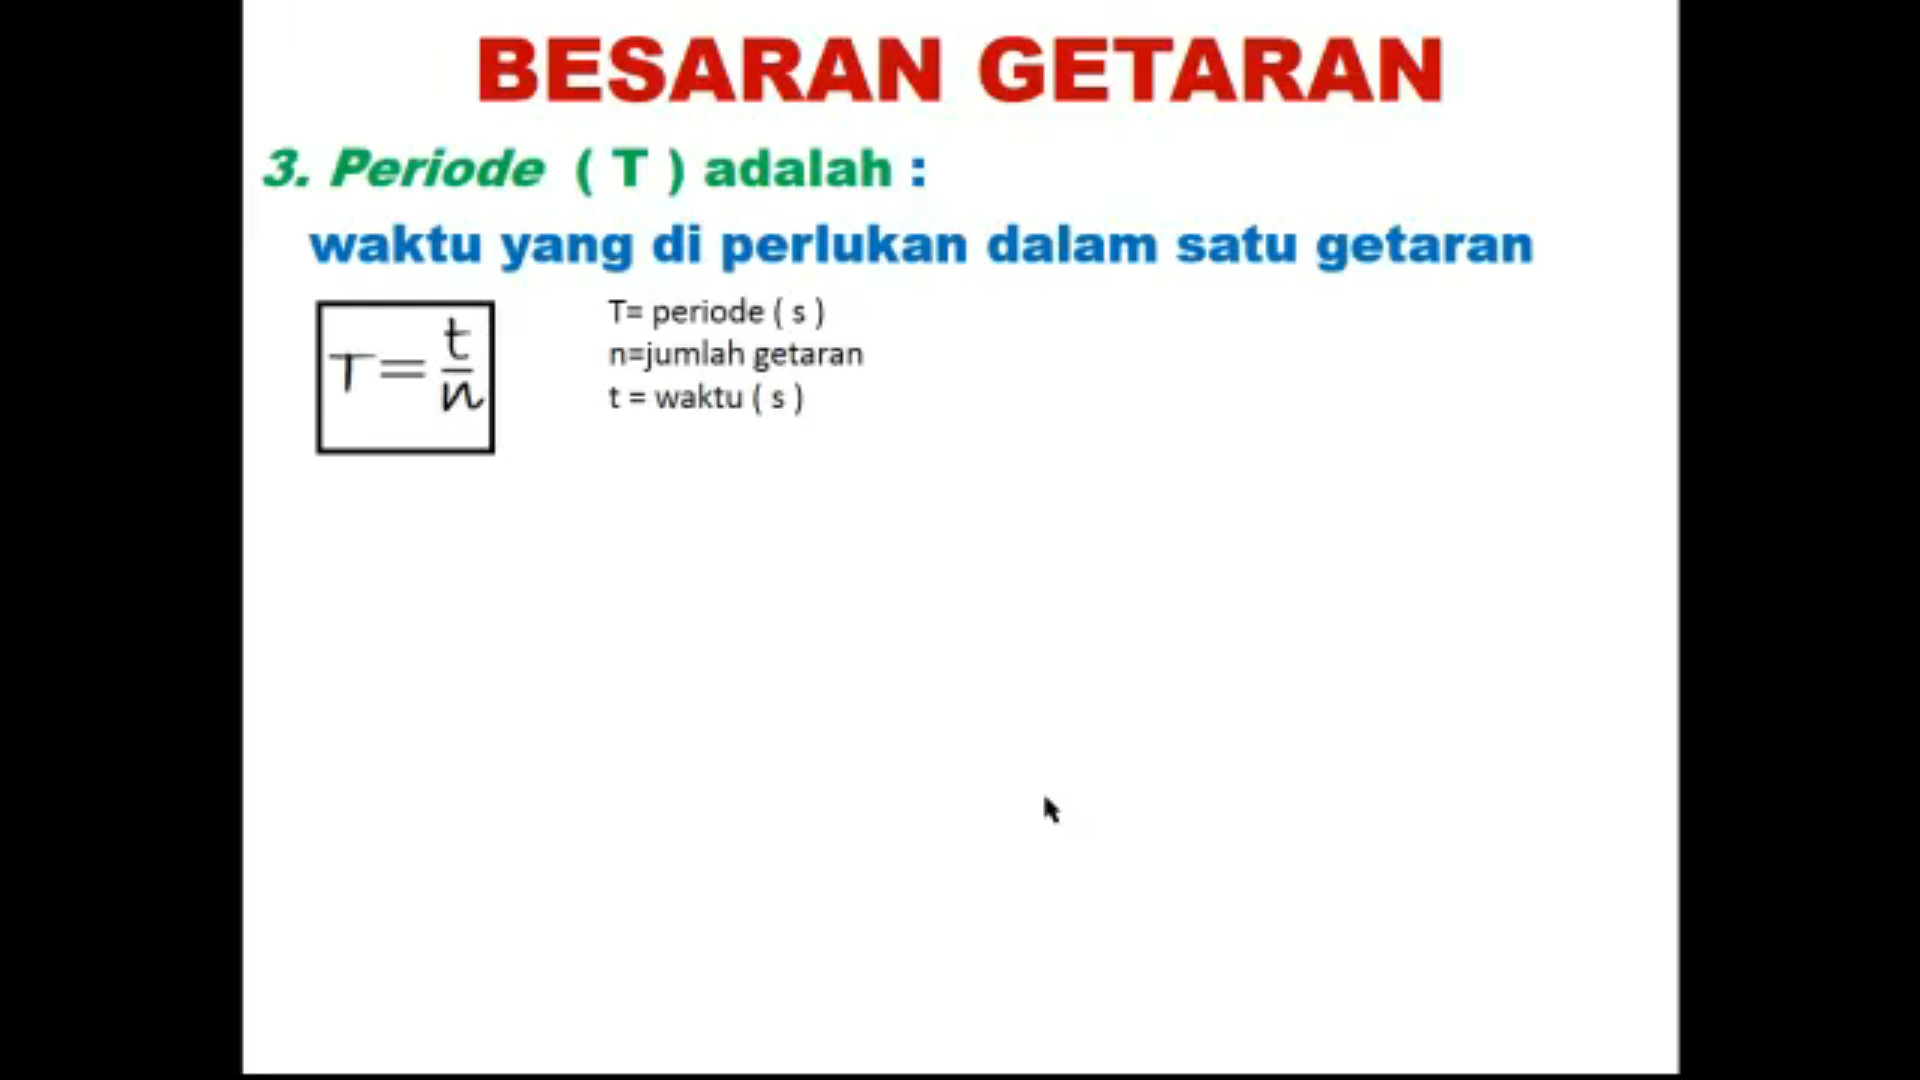 BESARAN GETARAN
3. Periode ( T ) adalah :
waktu yang di perlukan dalam satu getaran
T = t/n
T= periode ( s )
n=jumlah getaran
t = waktu ( s )